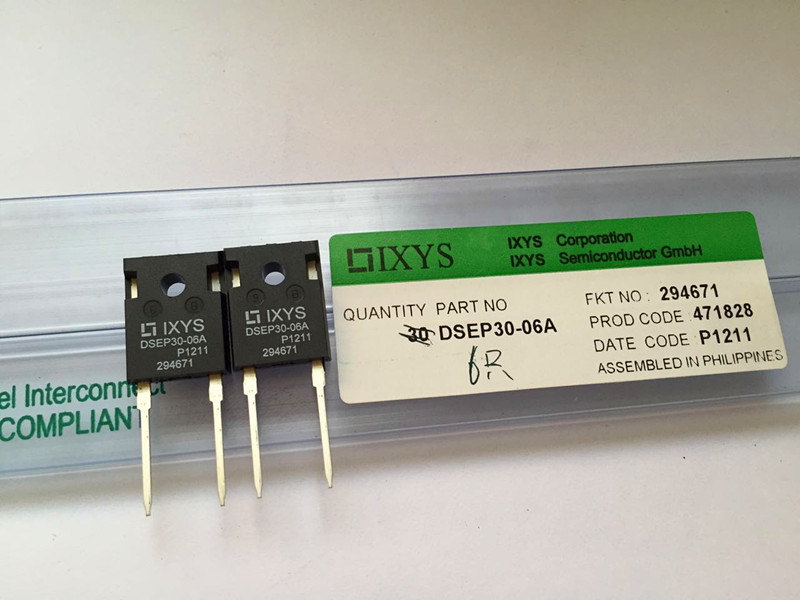 IXYS
IXYS Corporation
IXYS Semiconductor GmbH
QUANTITY PART NO
30 DSEP30-06A
6R
FKT NO: 294671
PROD CODE: 471828
DATE CODE: P1211
ASSEMBLED IN PHILIPPINES
IXYS
DSEP30-06A
P1211
294671
IXYS
DSEP30-06A
P1211
294671
el Interconnect
COMPLIANT